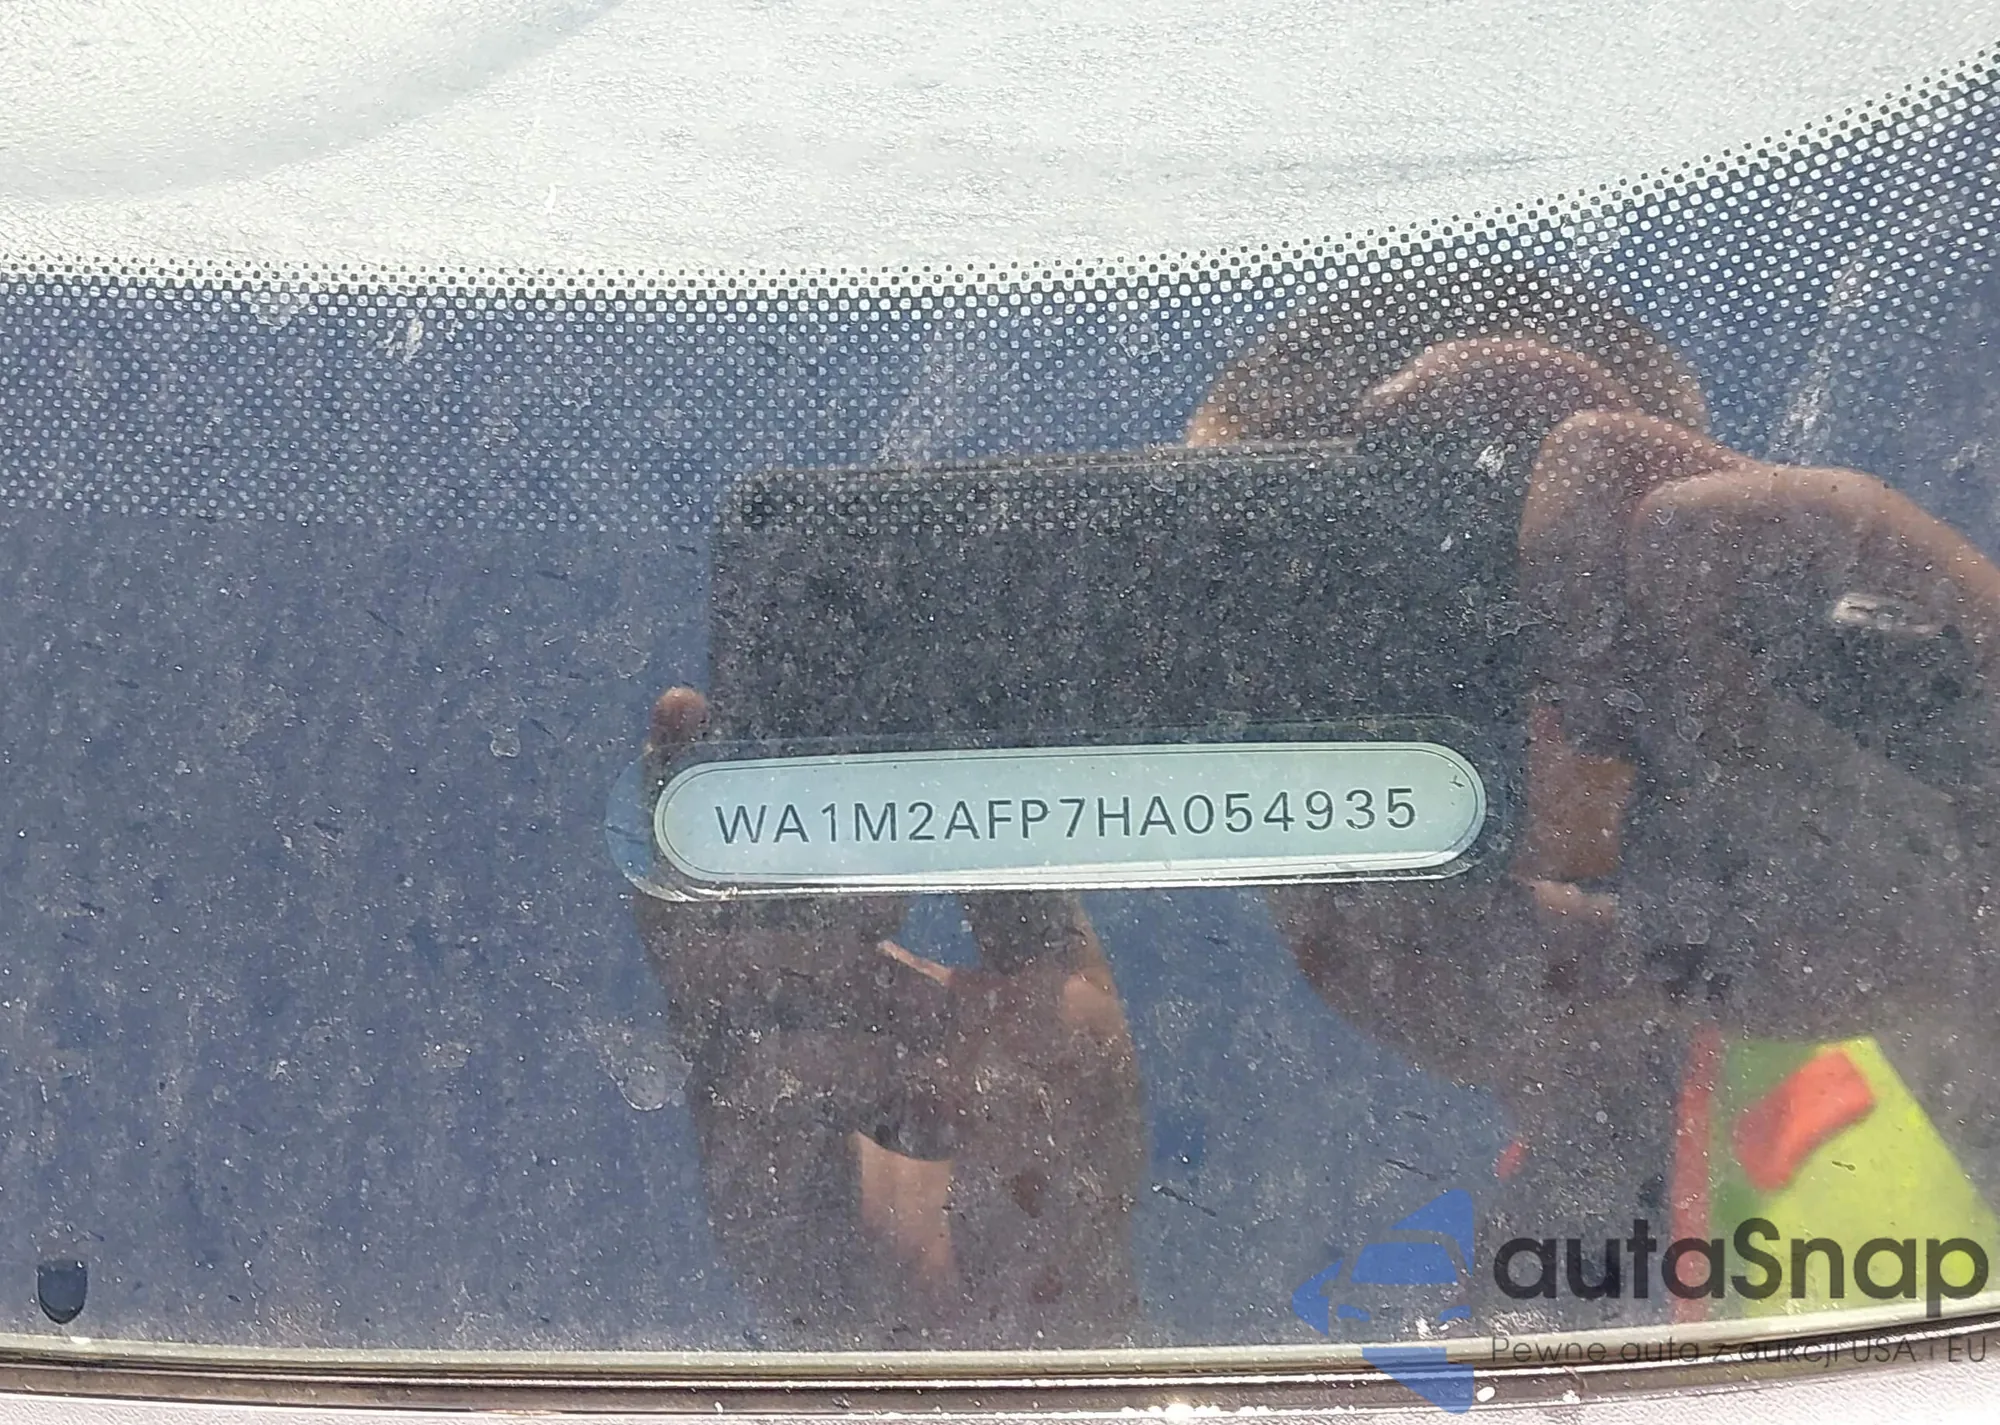 WA1M2AFP7HA054935
autaSnap
Pewne auta z aukcji USA i EU